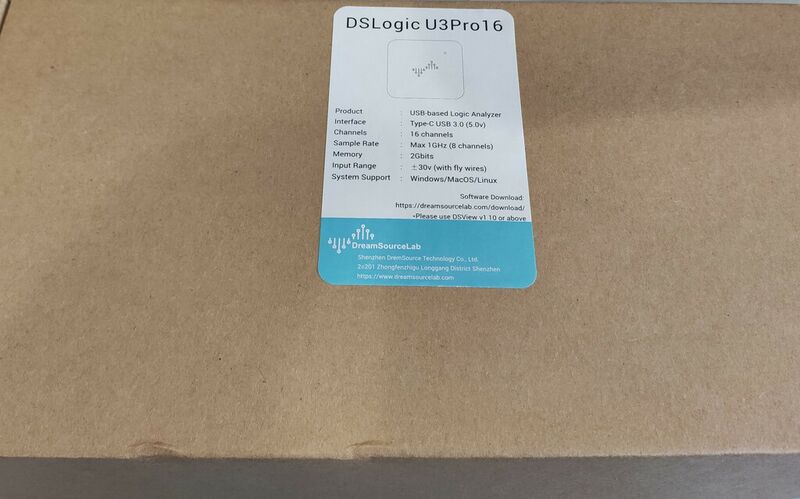 DSLogic U3Pro16
Product : USB-based Logic Analyzer
Interface : Type-C USB 3.0 (5.0v)
Channels : 16 channels
Sample Rate : Max 1GHz (8 channels)
Memory : 2Gbits
Input Range : ±30v (with fly wires)
System Support : Windows/MacOS/Linux
Software Download:
https://dreamsourcelab.com/download/
*Please use DSView v1.10 or above
DreamSourceLab
Shenzhen DremSource Technology Co., Ltd.
2#201 Zhongfenzhigu Longgang District Shenzhen
https://www.dreamsourcelab.com